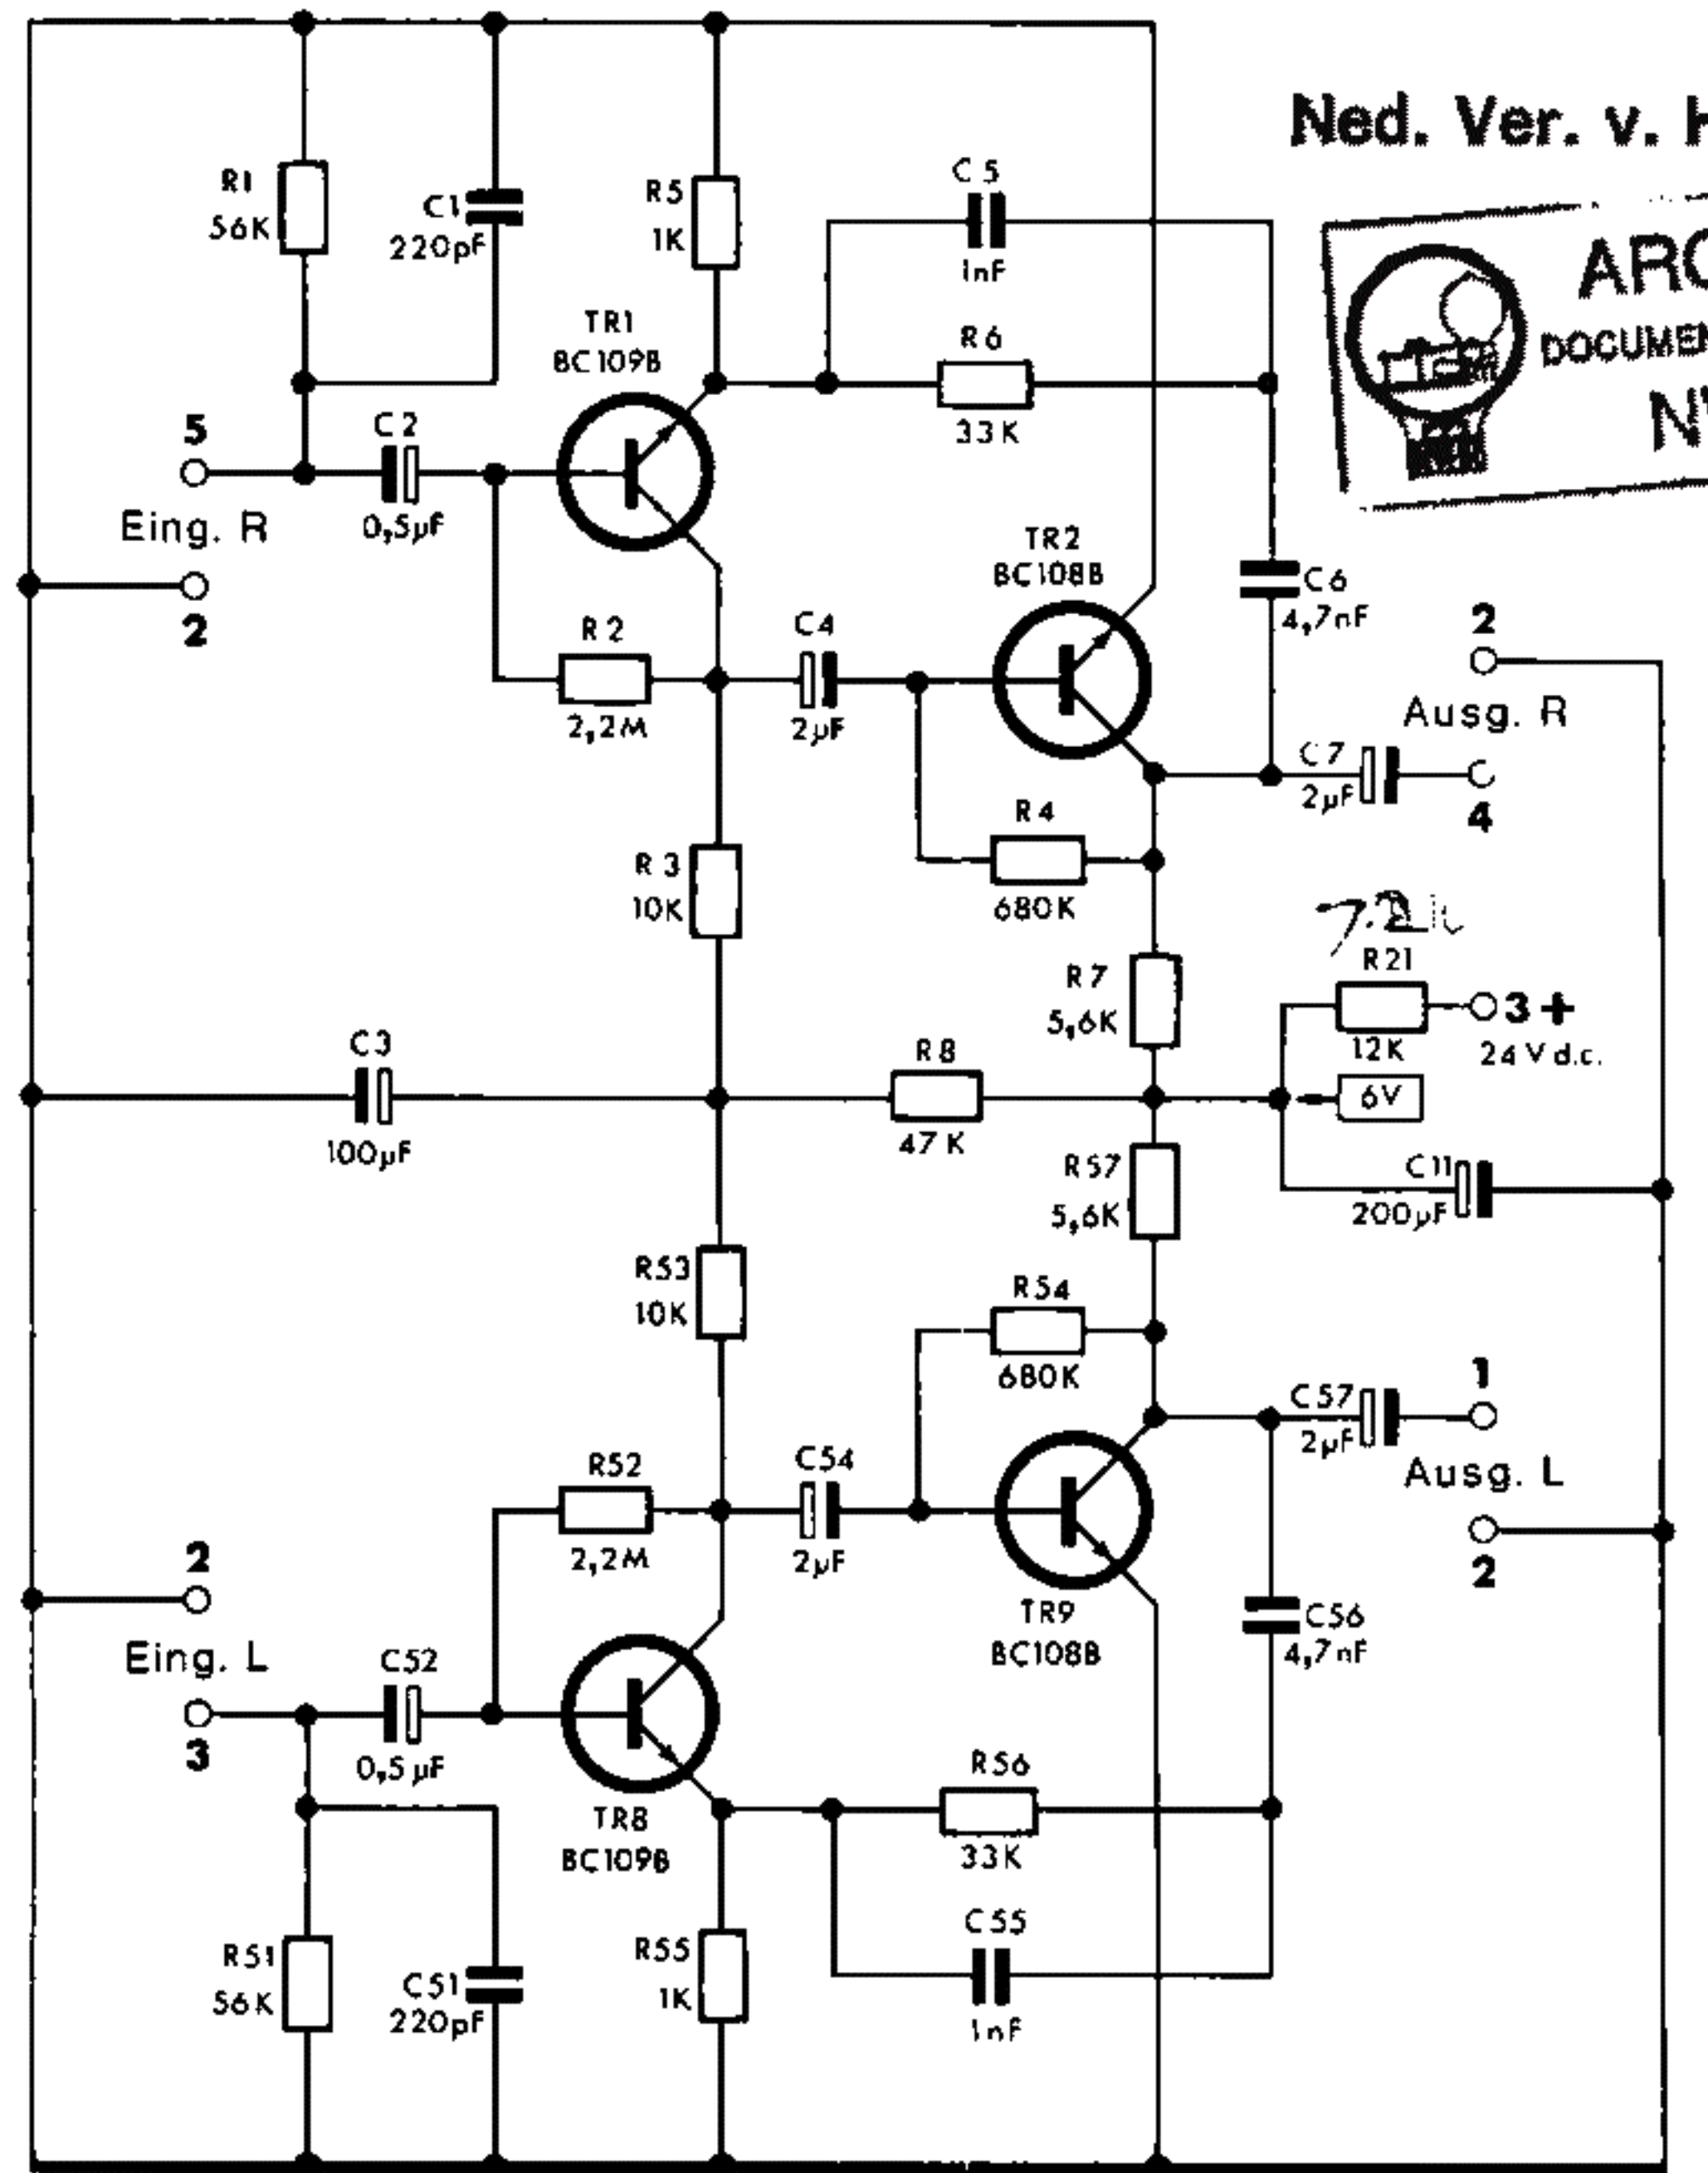 Ned. Ver. v.
R1
56K
C1
220pF
R5
1K
C5
1nF
TR1
BC109B
R6
33K
DOCUMEN
5
C2
0,5µF
Eing. R
2
TR2
BC108B
C6
4,7nF
2
R2
2,2M
C4
2µF
Ausg. R
C7
2µF
4
R4
680K
R3
10K
R7
5,6K
R21
12K
3 +
24 V d.c.
C3
100µF
R8
47K
6V
R57
5,6K
C11
200µF
R53
10K
R54
680K
1
C57
2µF
Ausg. L
2
R52
2,2M
C54
2µF
2
Eing. L
3
C52
0,5µF
TR9
BC108B
C56
4,7nF
TR8
BC109B
R56
33K
R51
56K
C51
220pF
R55
1K
C55
1nF